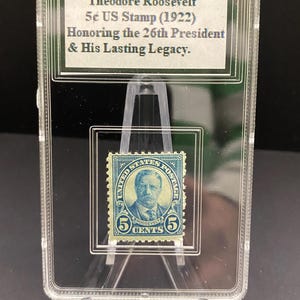 Theodore Roosevelt
5¢ US Stamp (1922)
Honoring the 26th President
& His Lasting Legacy.
UNITED STATES POSTAGE
5 5
CENTS